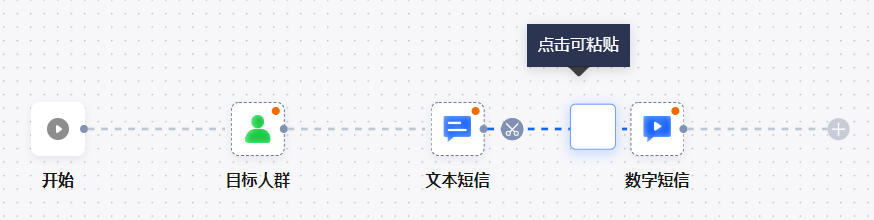 点击可粘贴
开始
目标人群
文本短信
数字短信